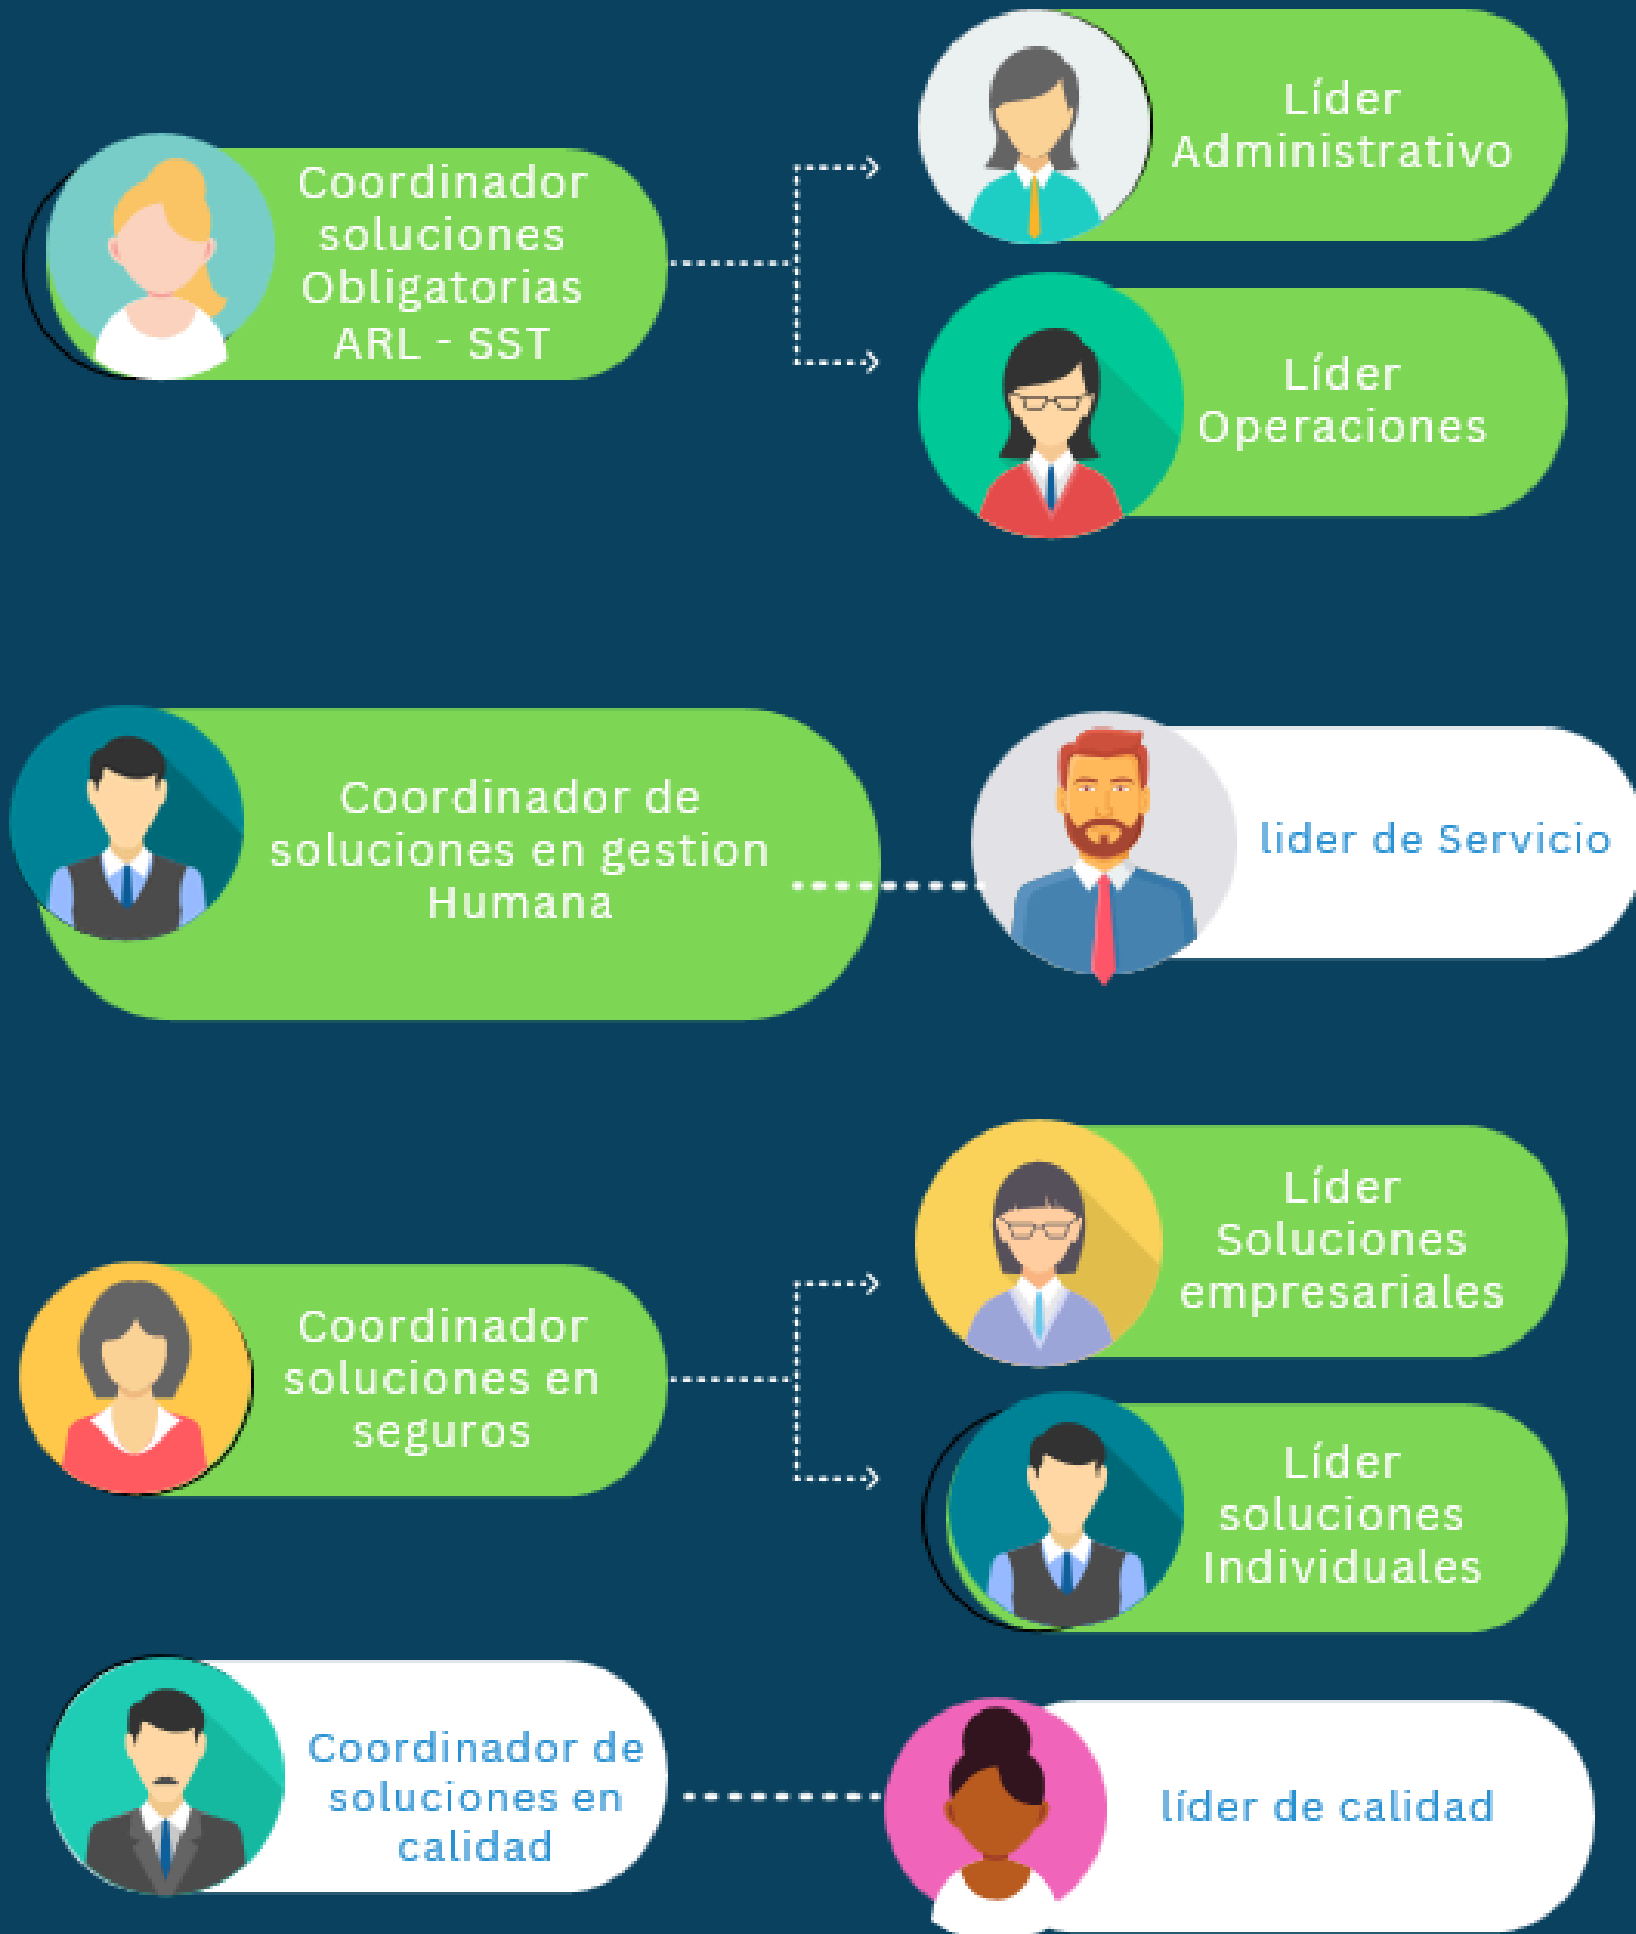 Coordinador
soluciones
Obligatorias
ARL - SST
Líder
Administrativo
Líder
Operaciones
Coordinador de
soluciones en gestion
Humana
lider de Servicio
Coordinador
soluciones en
seguros
Líder
Soluciones
empresariales
Líder
soluciones
Individuales
Coordinador de
soluciones en
calidad
líder de calidad